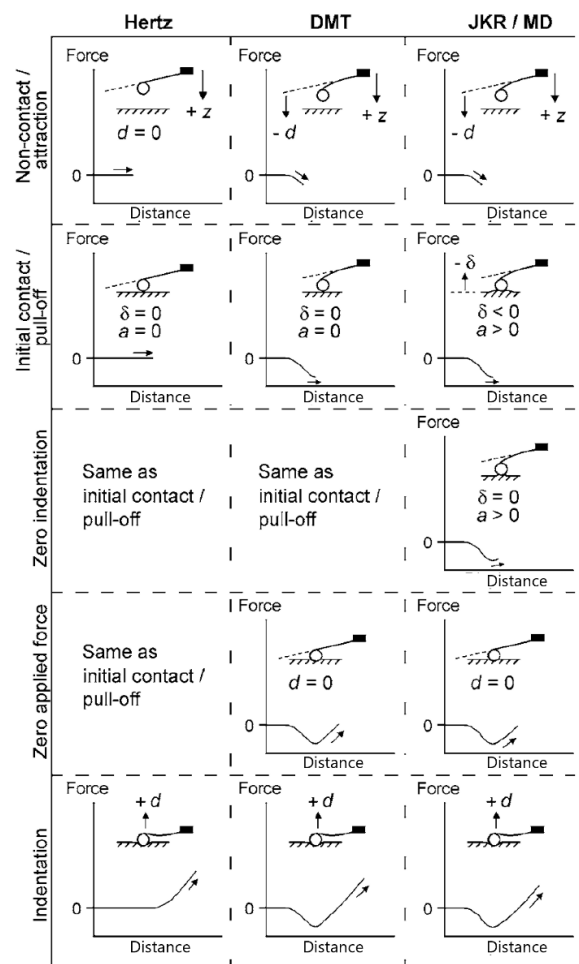 Hertz DMT JKR / MD
Non-contact / attraction
Force
d = 0
+ z
0
Distance
Force
- d
+ z
0
Distance
Force
- d
+ z
0
Distance
Initial contact / pull-off
Force
δ = 0
a = 0
0
Distance
Force
δ = 0
a = 0
0
Distance
Force
- δ
δ < 0
a > 0
0
Distance
Zero indentation
Same as
initial contact /
pull-off
Same as
initial contact /
pull-off
Force
δ = 0
a > 0
0
Distance
Zero applied force
Same as
initial contact /
pull-off
Force
d = 0
0
Distance
Force
d = 0
0
Distance
Indentation
Force
+ d
0
Distance
Force
+ d
0
Distance
Force
+ d
0
Distance